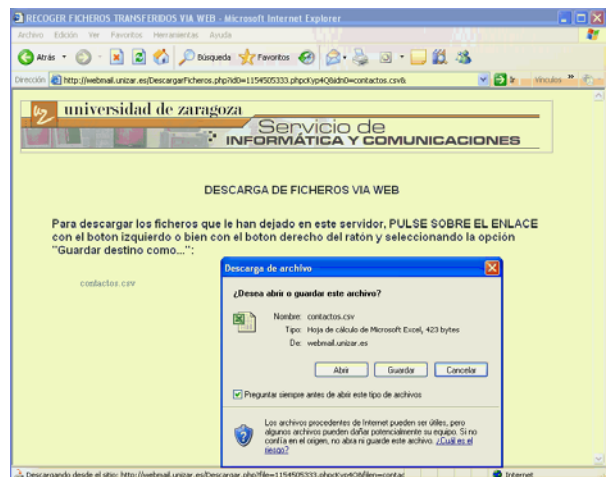 RECOGER FICHEROS TRANSFERIDOS VIA WEB - Microsoft Internet Explorer
Archivo Edición Ver Favoritos Herramientas Ayuda
Atrás Búsqueda Favoritos
Dirección http://webmail.unizar.es/DescargarFicheros.php?id0=1154505333.phpcKyp4Q&idn0=contactos.csv& Ir Vínculos
universidad de zaragoza
Servicio de
INFORMÁTICA Y COMUNICACIONES
DESCARGA DE FICHEROS VIA WEB
Para descargar los ficheros que le han dejado en este servidor, PULSE SOBRE EL ENLACE
con el boton izquierdo o bien con el boton derecho del ratón y seleccionando la opción
"Guardar destino como...":
contactos.csv
Descarga de archivo
¿Desea abrir o guardar este archivo?
Nombre: contactos.csv
Tipo: Hoja de cálculo de Microsoft Excel, 423 bytes
De: webmail.unizar.es
Abrir Guardar Cancelar
Preguntar siempre antes de abrir este tipo de archivos
Los archivos procedentes de Internet pueden ser útiles, pero
algunos archivos pueden dañar potencialmente su equipo. Si no
confía en el origen, no abra ni guarde este archivo. ¿Cuál es el
riesgo?
Descargando desde el sitio: http://webmail.unizar.es/Descargar.php?file=1154505333.phpcKyp4Q&filen=contac Internet